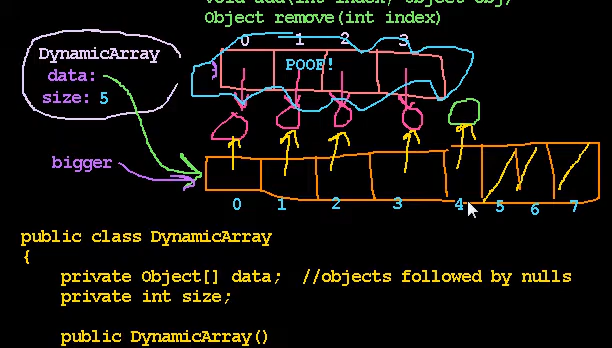 void add(int index, Object obj)
Object remove(int index)
0 1 2 3
DynamicArray
POOF!
data:
size: 5
bigger
0 1 2 3 4 5 6 7
public class DynamicArray
{
private Object[] data; //objects followed by nulls
private int size;
public DynamicArray()